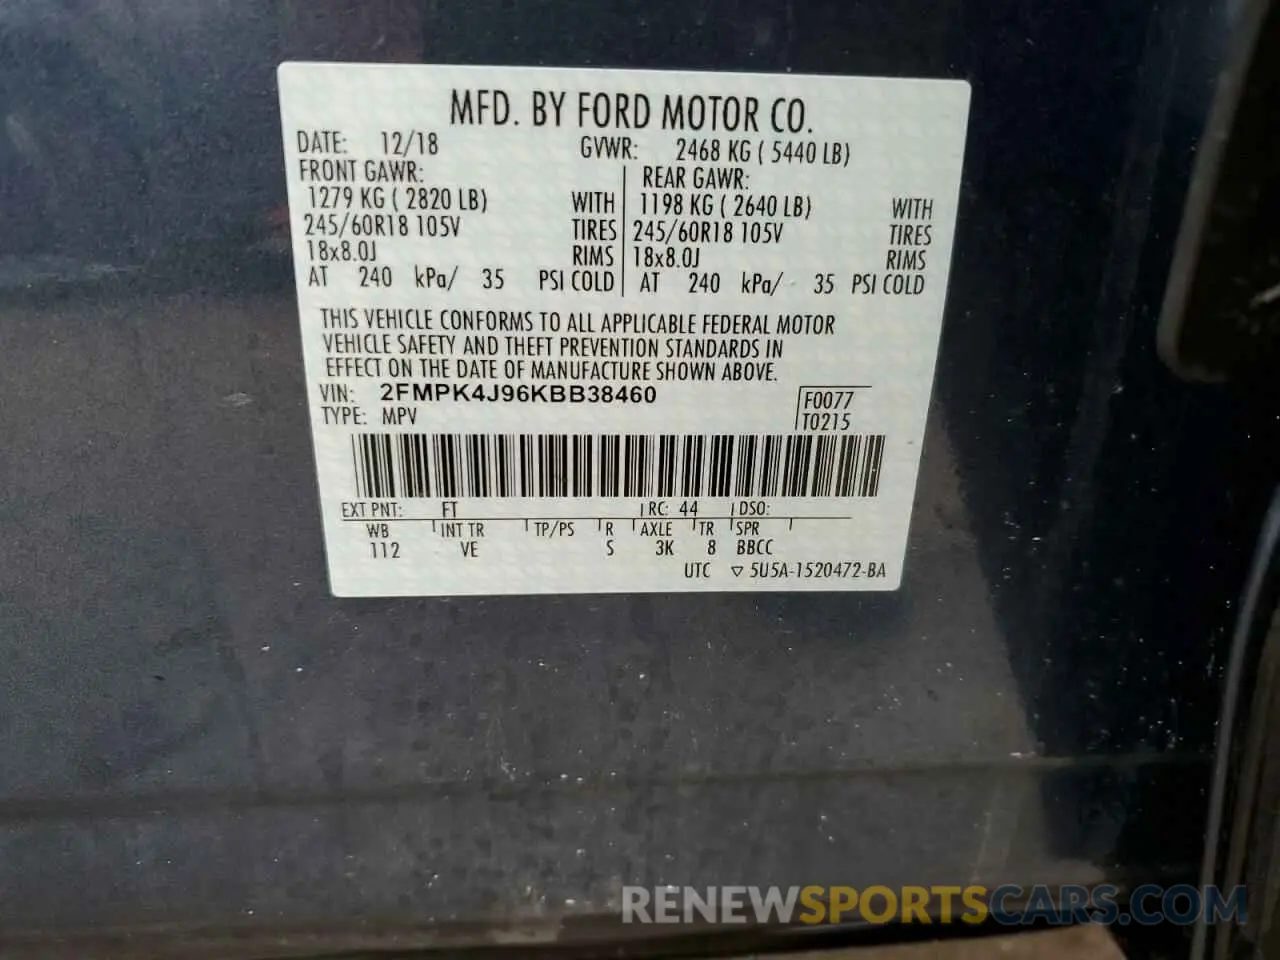 MFD. BY FORD MOTOR CO.
DATE: 12/18 GVWR: 2468 KG ( 5440 LB)
FRONT GAWR: REAR GAWR:
1279 KG ( 2820 LB) WITH 1198 KG ( 2640 LB) WITH
245/60R18 105V TIRES 245/60R18 105V TIRES
18x8.0J RIMS 18x8.0J RIMS
AT 240 kPa/ 35 PSI COLD AT 240 kPa/ 35 PSI COLD
THIS VEHICLE CONFORMS TO ALL APPLICABLE FEDERAL MOTOR
VEHICLE SAFETY AND THEFT PREVENTION STANDARDS IN
EFFECT ON THE DATE OF MANUFACTURE SHOWN ABOVE.
VIN: 2FMPK4J96KBB38460 F0077
TYPE: MPV T0215
EXT PNT: FT RC: 44 DSO:
WB INT TR TP/PS R AXLE TR SPR
112 VE S 3K 8 BBCC
UTC ▽ 5U5A-1520472-BA
RENEWSPORTSCARS.COM